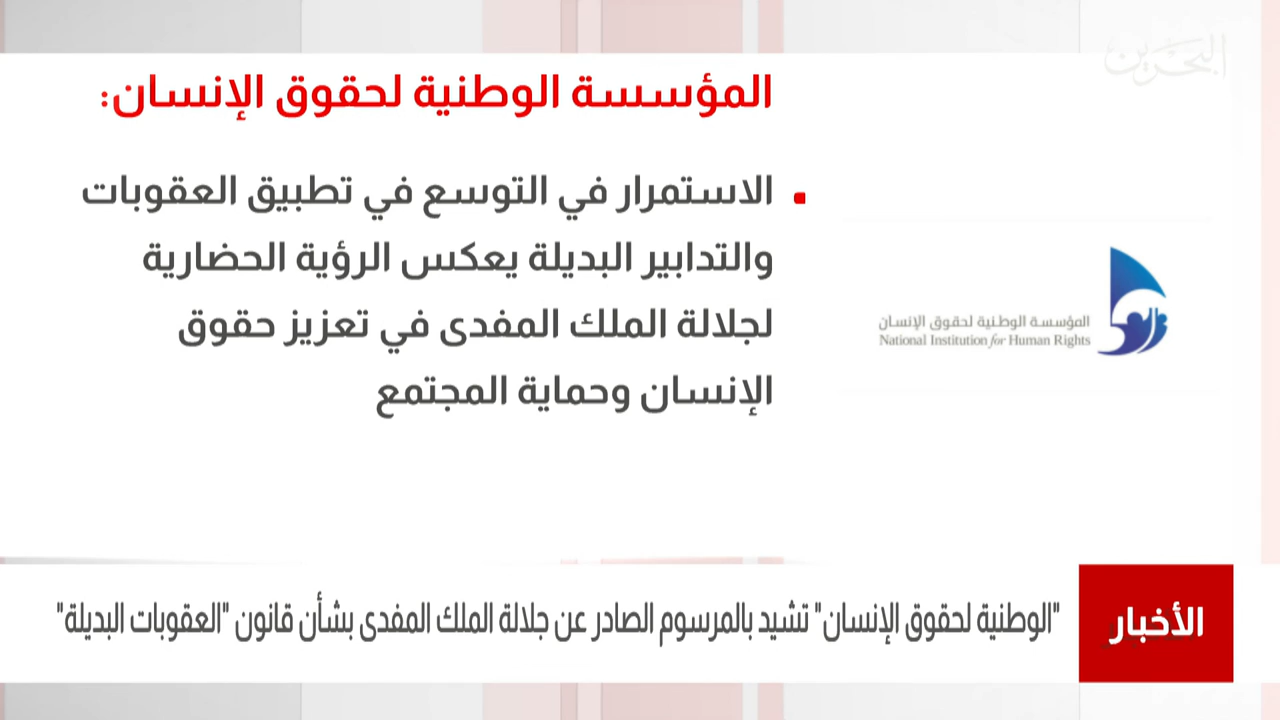 البحرين
المؤسسة الوطنية لحقوق الإنسان:
الاستمرار في التوسع في تطبيق العقوبات
والتدابير البديلة يعكس الرؤية الحضارية
لجلالة الملك المفدى في تعزيز حقوق
الإنسان وحماية المجتمع
المؤسسة الوطنية لحقوق الإنسان
National Institution for Human Rights
الأخبار
"الوطنية لحقوق الإنسان" تشيد بالمرسوم الصادر عن جلالة الملك المفدى بشأن قانون "العقوبات البديلة"